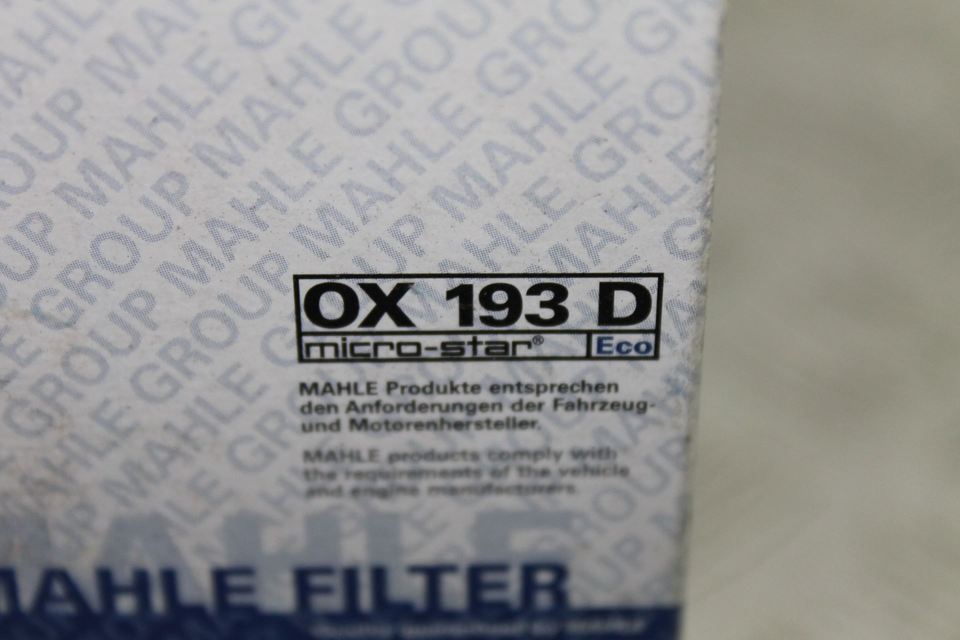 OX 193 D
micro-star® Eco
MAHLE Produkte entsprechen
den Anforderungen der Fahrzeug-
und Motorenhersteller.
MAHLE products comply with
the requirements of the vehicle
and engine manufacturers.
MAHLE
MAHLE FILTER